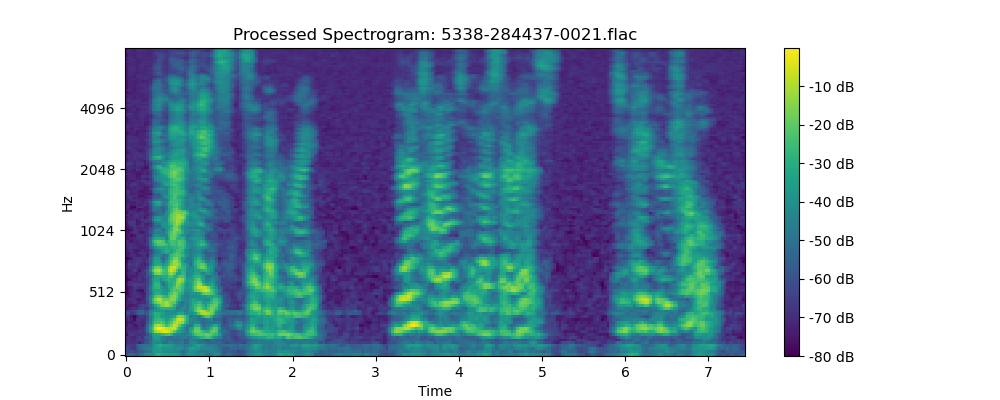 Processed Spectrogram: 5338-284437-0021.flac
Hz
4096
2048
1024
512
0
0 1 2 3 4 5 6 7
Time
-10 dB
-20 dB
-30 dB
-40 dB
-50 dB
-60 dB
-70 dB
-80 dB